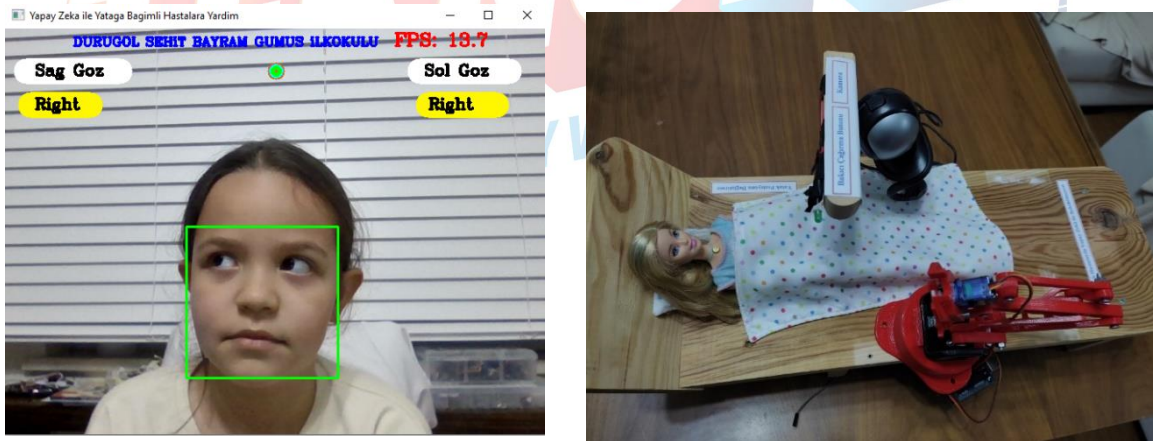 Yapay Zeka ile Yataga Bagimli Hastalara Yardim
DURUGOL SEHIT BAYRAM GUMUS iLKOKULU FPS: 13.7
Sag Goz
Sol Goz
Right
Right
Kamera
Bakıcı Çağırma Butonu